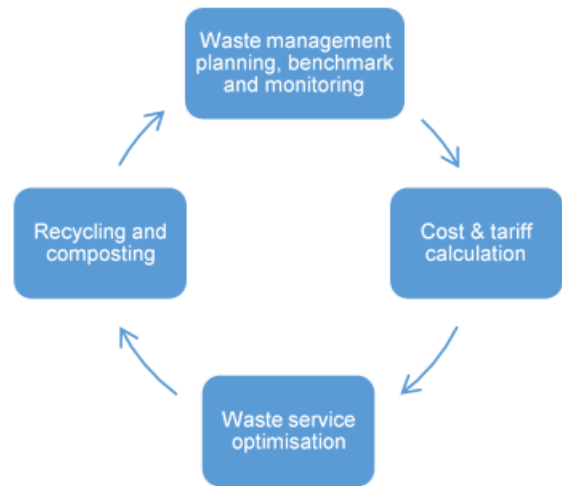 Waste management
planning, benchmark
and monitoring
Cost & tariff
calculation
Waste service
optimisation
Recycling and
composting